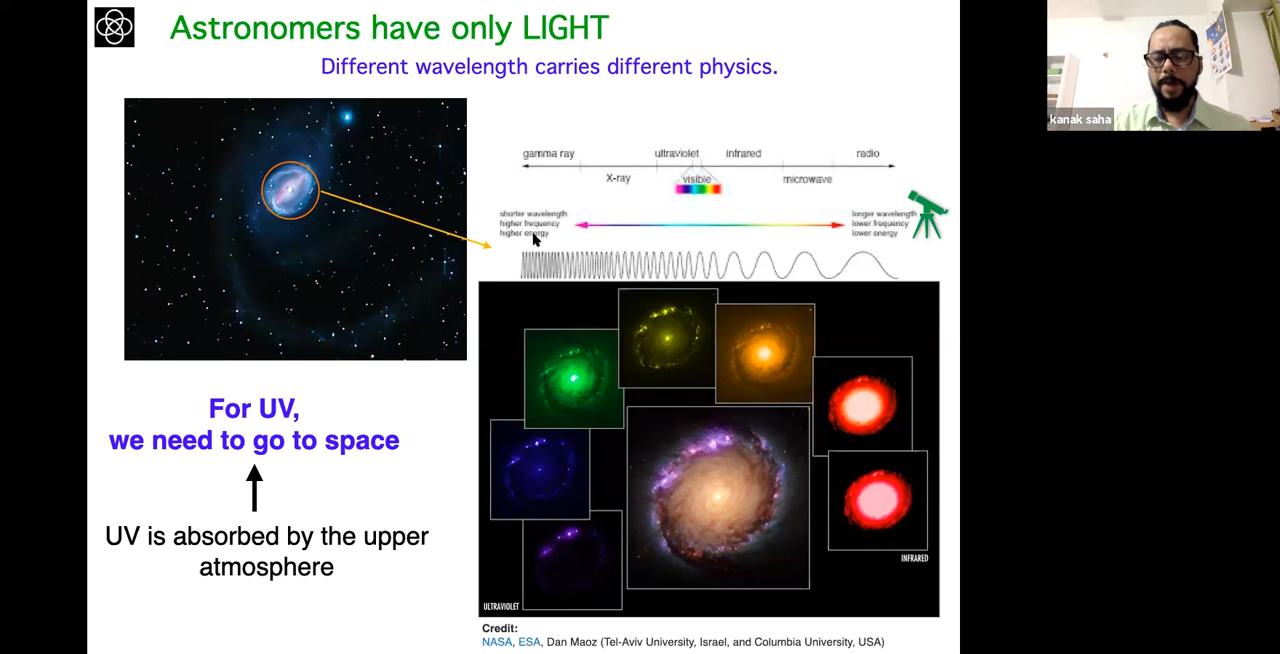 Astronomers have only LIGHT
Different wavelength carries different physics.
kanak saha
gamma ray
ultraviolet
infrared
radio
X-ray
visible
microwave
shorter wavelength
higher frequency
higher energy
longer wavelength
lower frequency
lower energy
For UV,
we need to go to space
UV is absorbed by the upper
atmosphere
INFRARED
ULTRAVIOLET
Credit:
NASA, ESA, Dan Maoz (Tel-Aviv University, Israel, and Columbia University, USA)